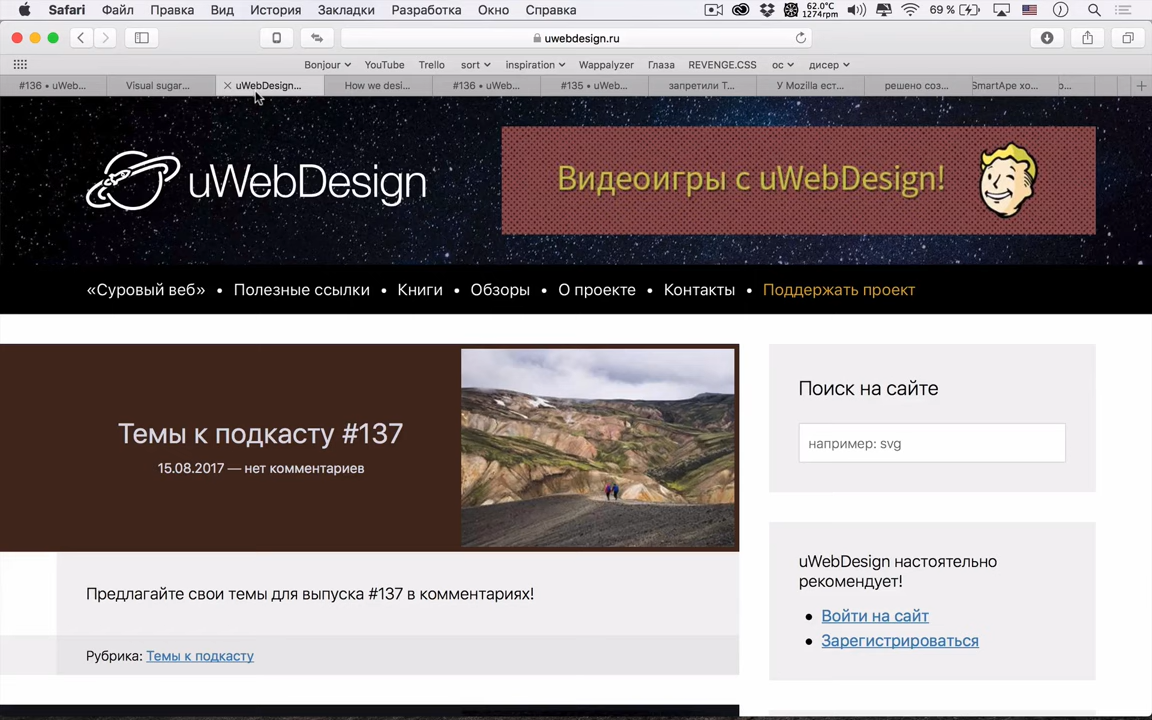 Safari Файл Правка Вид История Закладки Разработка Окно Справка 62.0°C 1274rpm 69 %
uwebdesign.ru
Bonjour YouTube Trello sort inspiration Wappalyzer Глаза REVENGE.CSS ос дисер
#136 • uWeb... Visual sugar... uWebDesign... How we desi... #136 • uWeb... #135 • uWeb... запретили Т... У Mozilla ест... решено соз... SmartApe хо...
uWebDesign
Видеоигры с uWebDesign!
«Суровый веб» • Полезные ссылки • Книги • Обзоры • О проекте • Контакты • Поддержать проект
Темы к подкасту #137
15.08.2017 — нет комментариев
Предлагайте свои темы для выпуска #137 в комментариях!
Рубрика: Темы к подкасту
Поиск на сайте
например: svg
uWebDesign настоятельно
рекомендует!
• Войти на сайт
• Зарегистрироваться